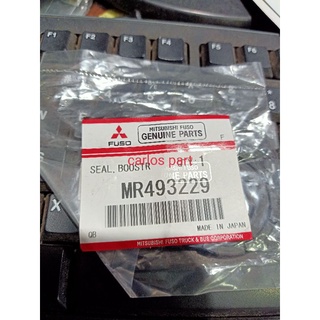 F1 F2 F3 F4 F5 F6
8
FUSO
MITSUBISHI FUSO
GENUINE PARTS
F
carlos part 1
SEAL, BOOSTR
MR493229
QB
MADE IN JAPAN
MITSUBISHI FUSO TRUCK & BUS CORPORATION
X